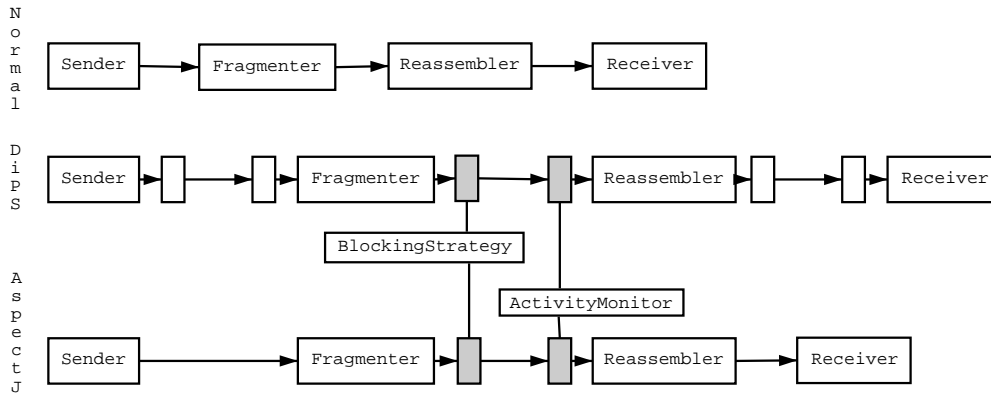 Normal
Sender
Fragmenter
Reassembler
Receiver
DiPS
Sender
Fragmenter
Reassembler
Receiver
BlockingStrategy
ActivityMonitor
AspectJ
Sender
Fragmenter
Reassembler
Receiver